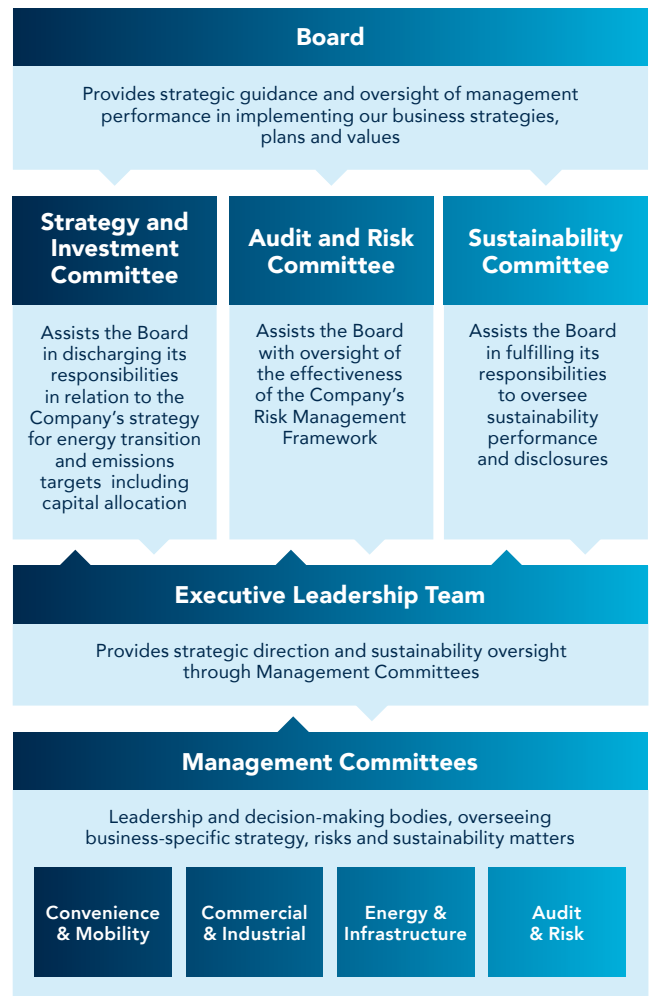 Board
Provides strategic guidance and oversight of management
performance in implementing our business strategies,
plans and values
Strategy and
Investment
Committee
Assists the Board
in discharging its
responsibilities
in relation to the
Company’s strategy
for energy transition
and emissions
targets including
capital allocation
Audit and Risk
Committee
Assists the Board
with oversight of
the effectiveness
of the Company’s
Risk Management
Framework
Sustainability
Committee
Assists the Board
in fulfilling its
responsibilities
to oversee
sustainability
performance
and disclosures
Executive Leadership Team
Provides strategic direction and sustainability oversight
through Management Committees
Management Committees
Leadership and decision-making bodies, overseeing
business-specific strategy, risks and sustainability matters
Convenience
& Mobility
Commercial
& Industrial
Energy &
Infrastructure
Audit
& Risk